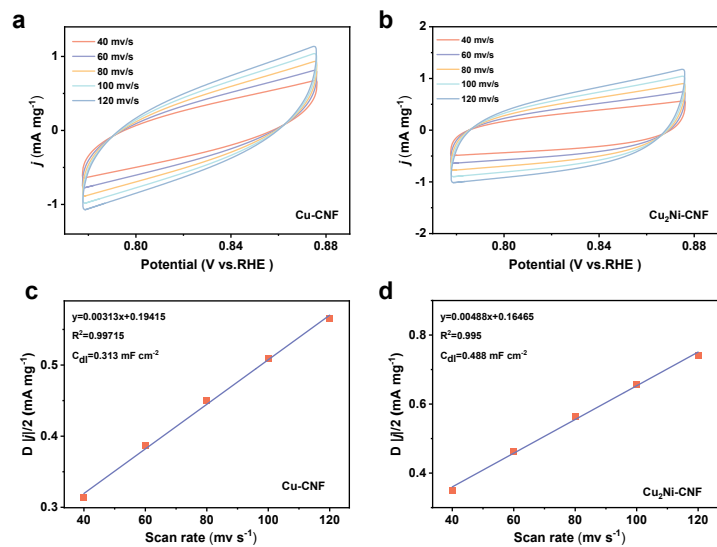 a
40 mv/s
60 mv/s
80 mv/s
100 mv/s
120 mv/s
1
0
-1
j (mA mg⁻¹)
Cu-CNF
0.80
0.84
0.88
Potential (V vs.RHE )
b
40 mv/s
60 mv/s
80 mv/s
100 mv/s
120 mv/s
2
1
0
-1
-2
j (mA mg⁻¹)
Cu₂Ni-CNF
0.80
0.84
0.88
Potential (V vs.RHE )
c
y=0.00313x+0.19415
R²=0.99715
C_dl=0.313 mF cm⁻²
0.5
0.4
0.3
D |j|/2 (mA mg⁻¹)
Cu-CNF
40
60
80
100
120
Scan rate (mv s⁻¹)
d
y=0.00488x+0.16465
R²=0.995
C_dl=0.488 mF cm⁻²
0.8
0.6
0.4
D |j|/2 (mA mg⁻¹)
Cu₂Ni-CNF
40
60
80
100
120
Scan rate (mv s⁻¹)